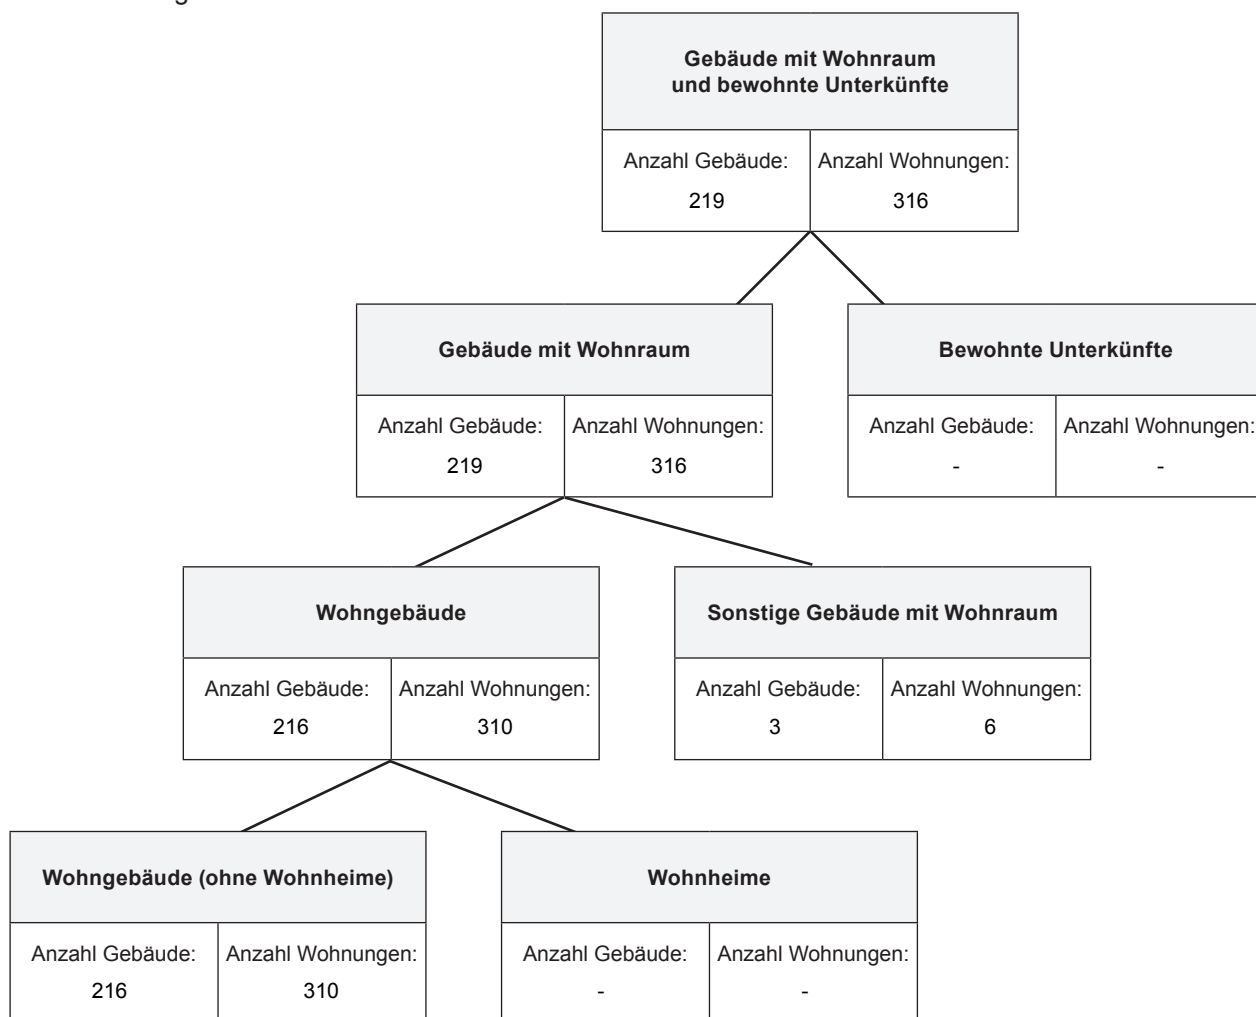 Gebäude mit Wohnraum
und bewohnte Unterkünfte
Anzahl Gebäude: Anzahl Wohnungen:
219 316
Gebäude mit Wohnraum
Bewohnte Unterkünfte
Anzahl Gebäude: Anzahl Wohnungen:
219 316
Anzahl Gebäude: Anzahl Wohnungen:
- -
Wohngebäude
Sonstige Gebäude mit Wohnraum
Anzahl Gebäude: Anzahl Wohnungen:
216 310
Anzahl Gebäude: Anzahl Wohnungen:
3 6
Wohngebäude (ohne Wohnheime)
Wohnheime
Anzahl Gebäude: Anzahl Wohnungen:
216 310
Anzahl Gebäude: Anzahl Wohnungen:
- -